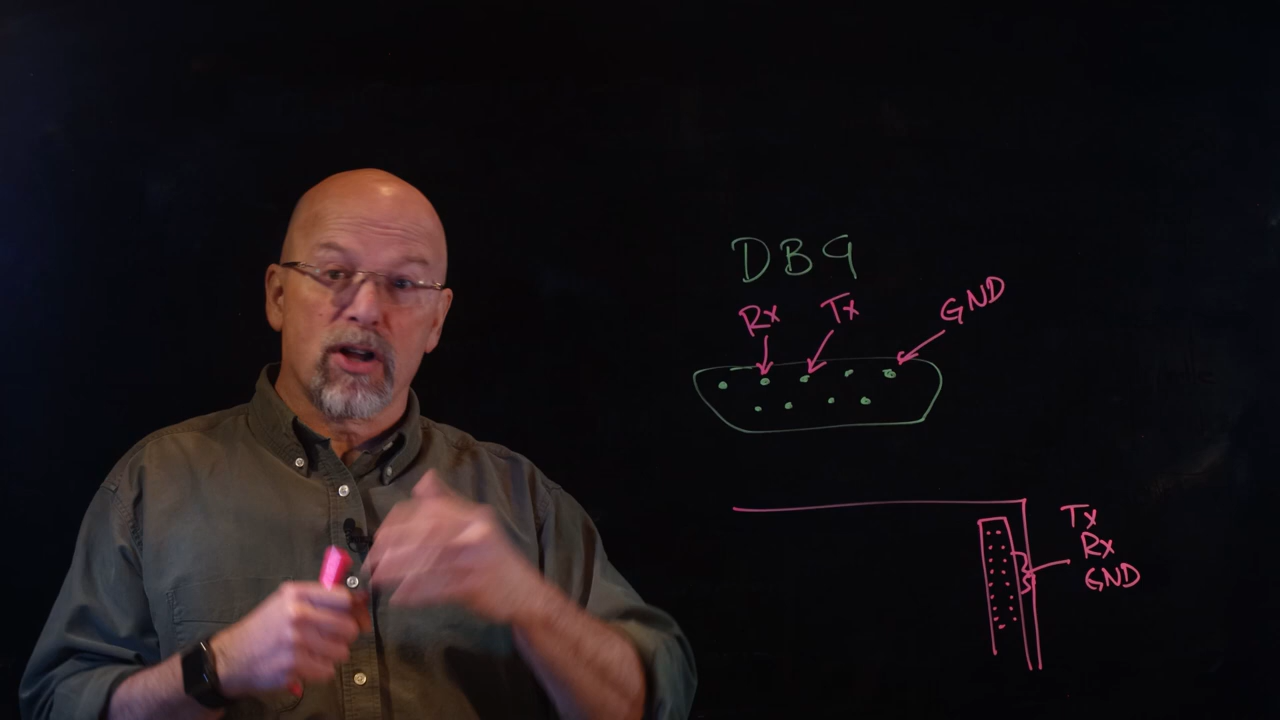 DB9
Rx Tx GND
Tx
Rx
GND